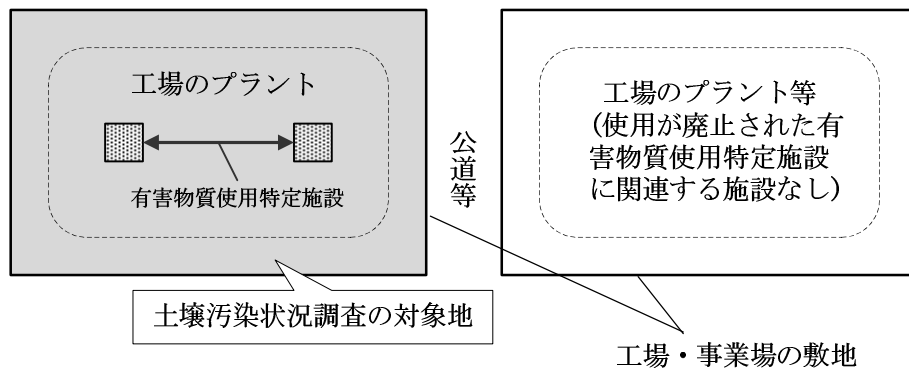 工場のプラント
有害物質使用特定施設
公道等
工場のプラント等
(使用が廃止された有
害物質使用特定施設
に関連する施設なし)
土壌汚染状況調査の対象地
工場・事業場の敷地